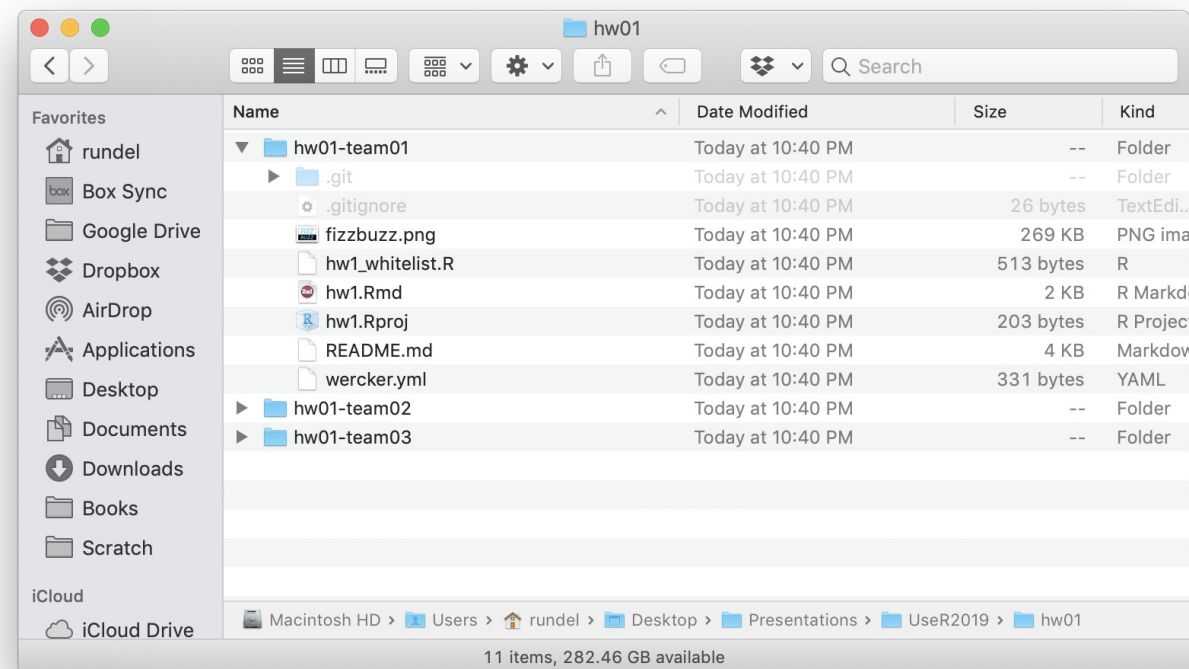 hw01
Search
Favorites
rundel
Box Sync
Google Drive
Dropbox
AirDrop
Applications
Desktop
Documents
Downloads
Books
Scratch
iCloud
iCloud Drive
Name Date Modified Size Kind
hw01-team01 Today at 10:40 PM -- Folder
.git Today at 10:40 PM -- Folder
.gitignore Today at 10:40 PM 26 bytes TextEdi...
fizzbuzz.png Today at 10:40 PM 269 KB PNG ima
hw1_whitelist.R Today at 10:40 PM 513 bytes R
hw1.Rmd Today at 10:40 PM 2 KB R Markd
hw1.Rproj Today at 10:40 PM 203 bytes R Projec
README.md Today at 10:40 PM 4 KB Markdow
wercker.yml Today at 10:40 PM 331 bytes YAML
hw01-team02 Today at 10:40 PM -- Folder
hw01-team03 Today at 10:40 PM -- Folder
Macintosh HD › Users › rundel › Desktop › Presentations › UseR2019 › hw01
11 items, 282.46 GB available